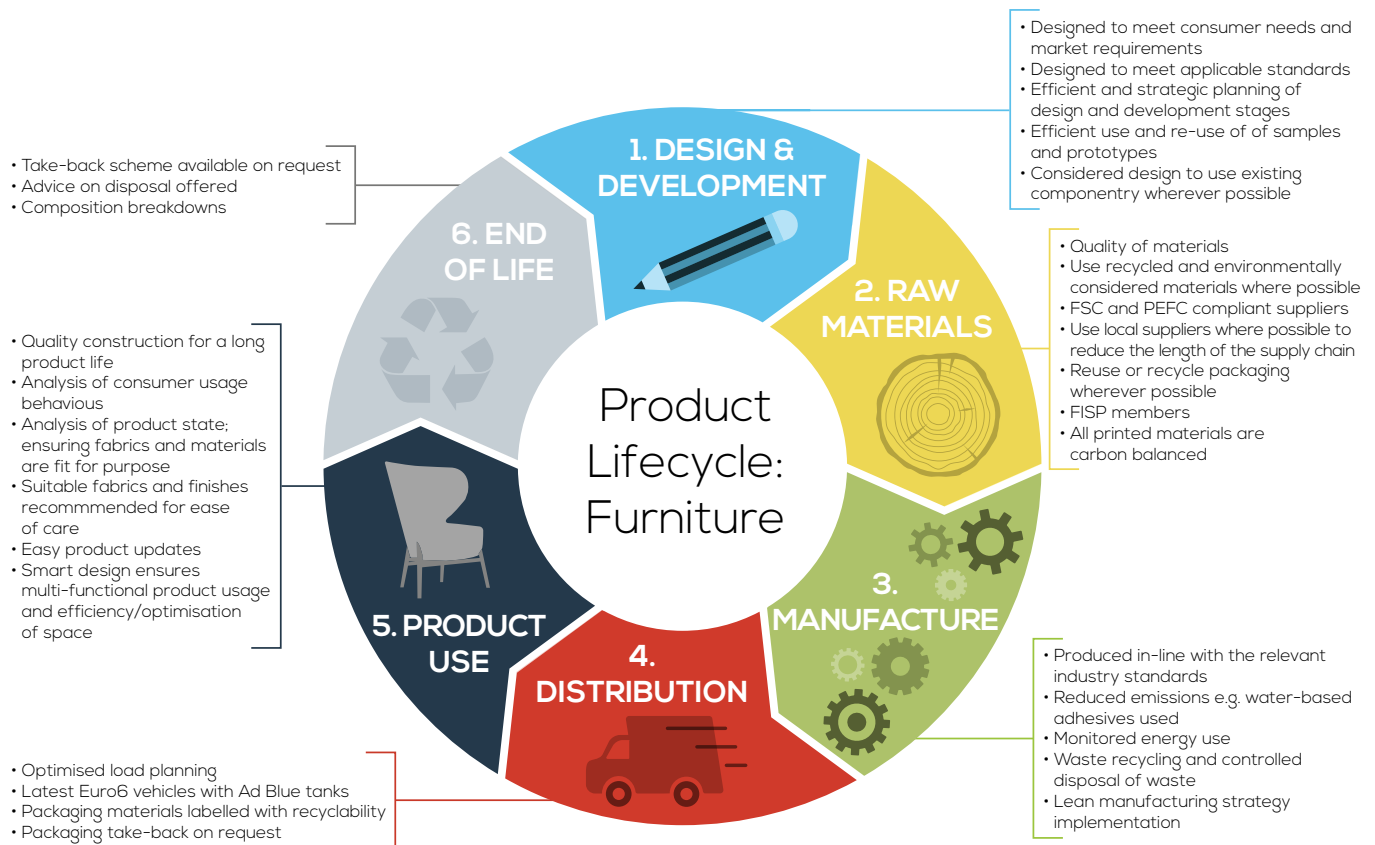 Product
Lifecycle:
Furniture
1. DESIGN &
DEVELOPMENT
• Designed to meet consumer needs and
market requirements
• Designed to meet applicable standards
• Efficient and strategic planning of
design and development stages
• Efficient use and re-use of of samples
and prototypes
• Considered design to use existing
componentry wherever possible
2. RAW
MATERIALS
• Quality of materials
• Use recycled and environmentally
considered materials where possible
• FSC and PEFC compliant suppliers
• Use local suppliers where possible to
reduce the length of the supply chain
• Reuse or recycle packaging
wherever possible
• FISP members
• All printed materials are
carbon balanced
3.
MANUFACTURE
• Produced in-line with the relevant
industry standards
• Reduced emissions e.g. water-based
adhesives used
• Monitored energy use
• Waste recycling and controlled
disposal of waste
• Lean manufacturing strategy
implementation
4.
DISTRIBUTION
• Optimised load planning
• Latest Euro6 vehicles with Ad Blue tanks
• Packaging materials labelled with recyclability
• Packaging take-back on request
5. PRODUCT
USE
• Quality construction for a long
product life
• Analysis of consumer usage
behavious
• Analysis of product state;
ensuring fabrics and materials
are fit for purpose
• Suitable fabrics and finishes
recommmended for ease
of care
• Easy product updates
• Smart design ensures
multi-functional product usage
and efficiency/optimisation
of space
6. END
OF LIFE
• Take-back scheme available on request
• Advice on disposal offered
• Composition breakdowns